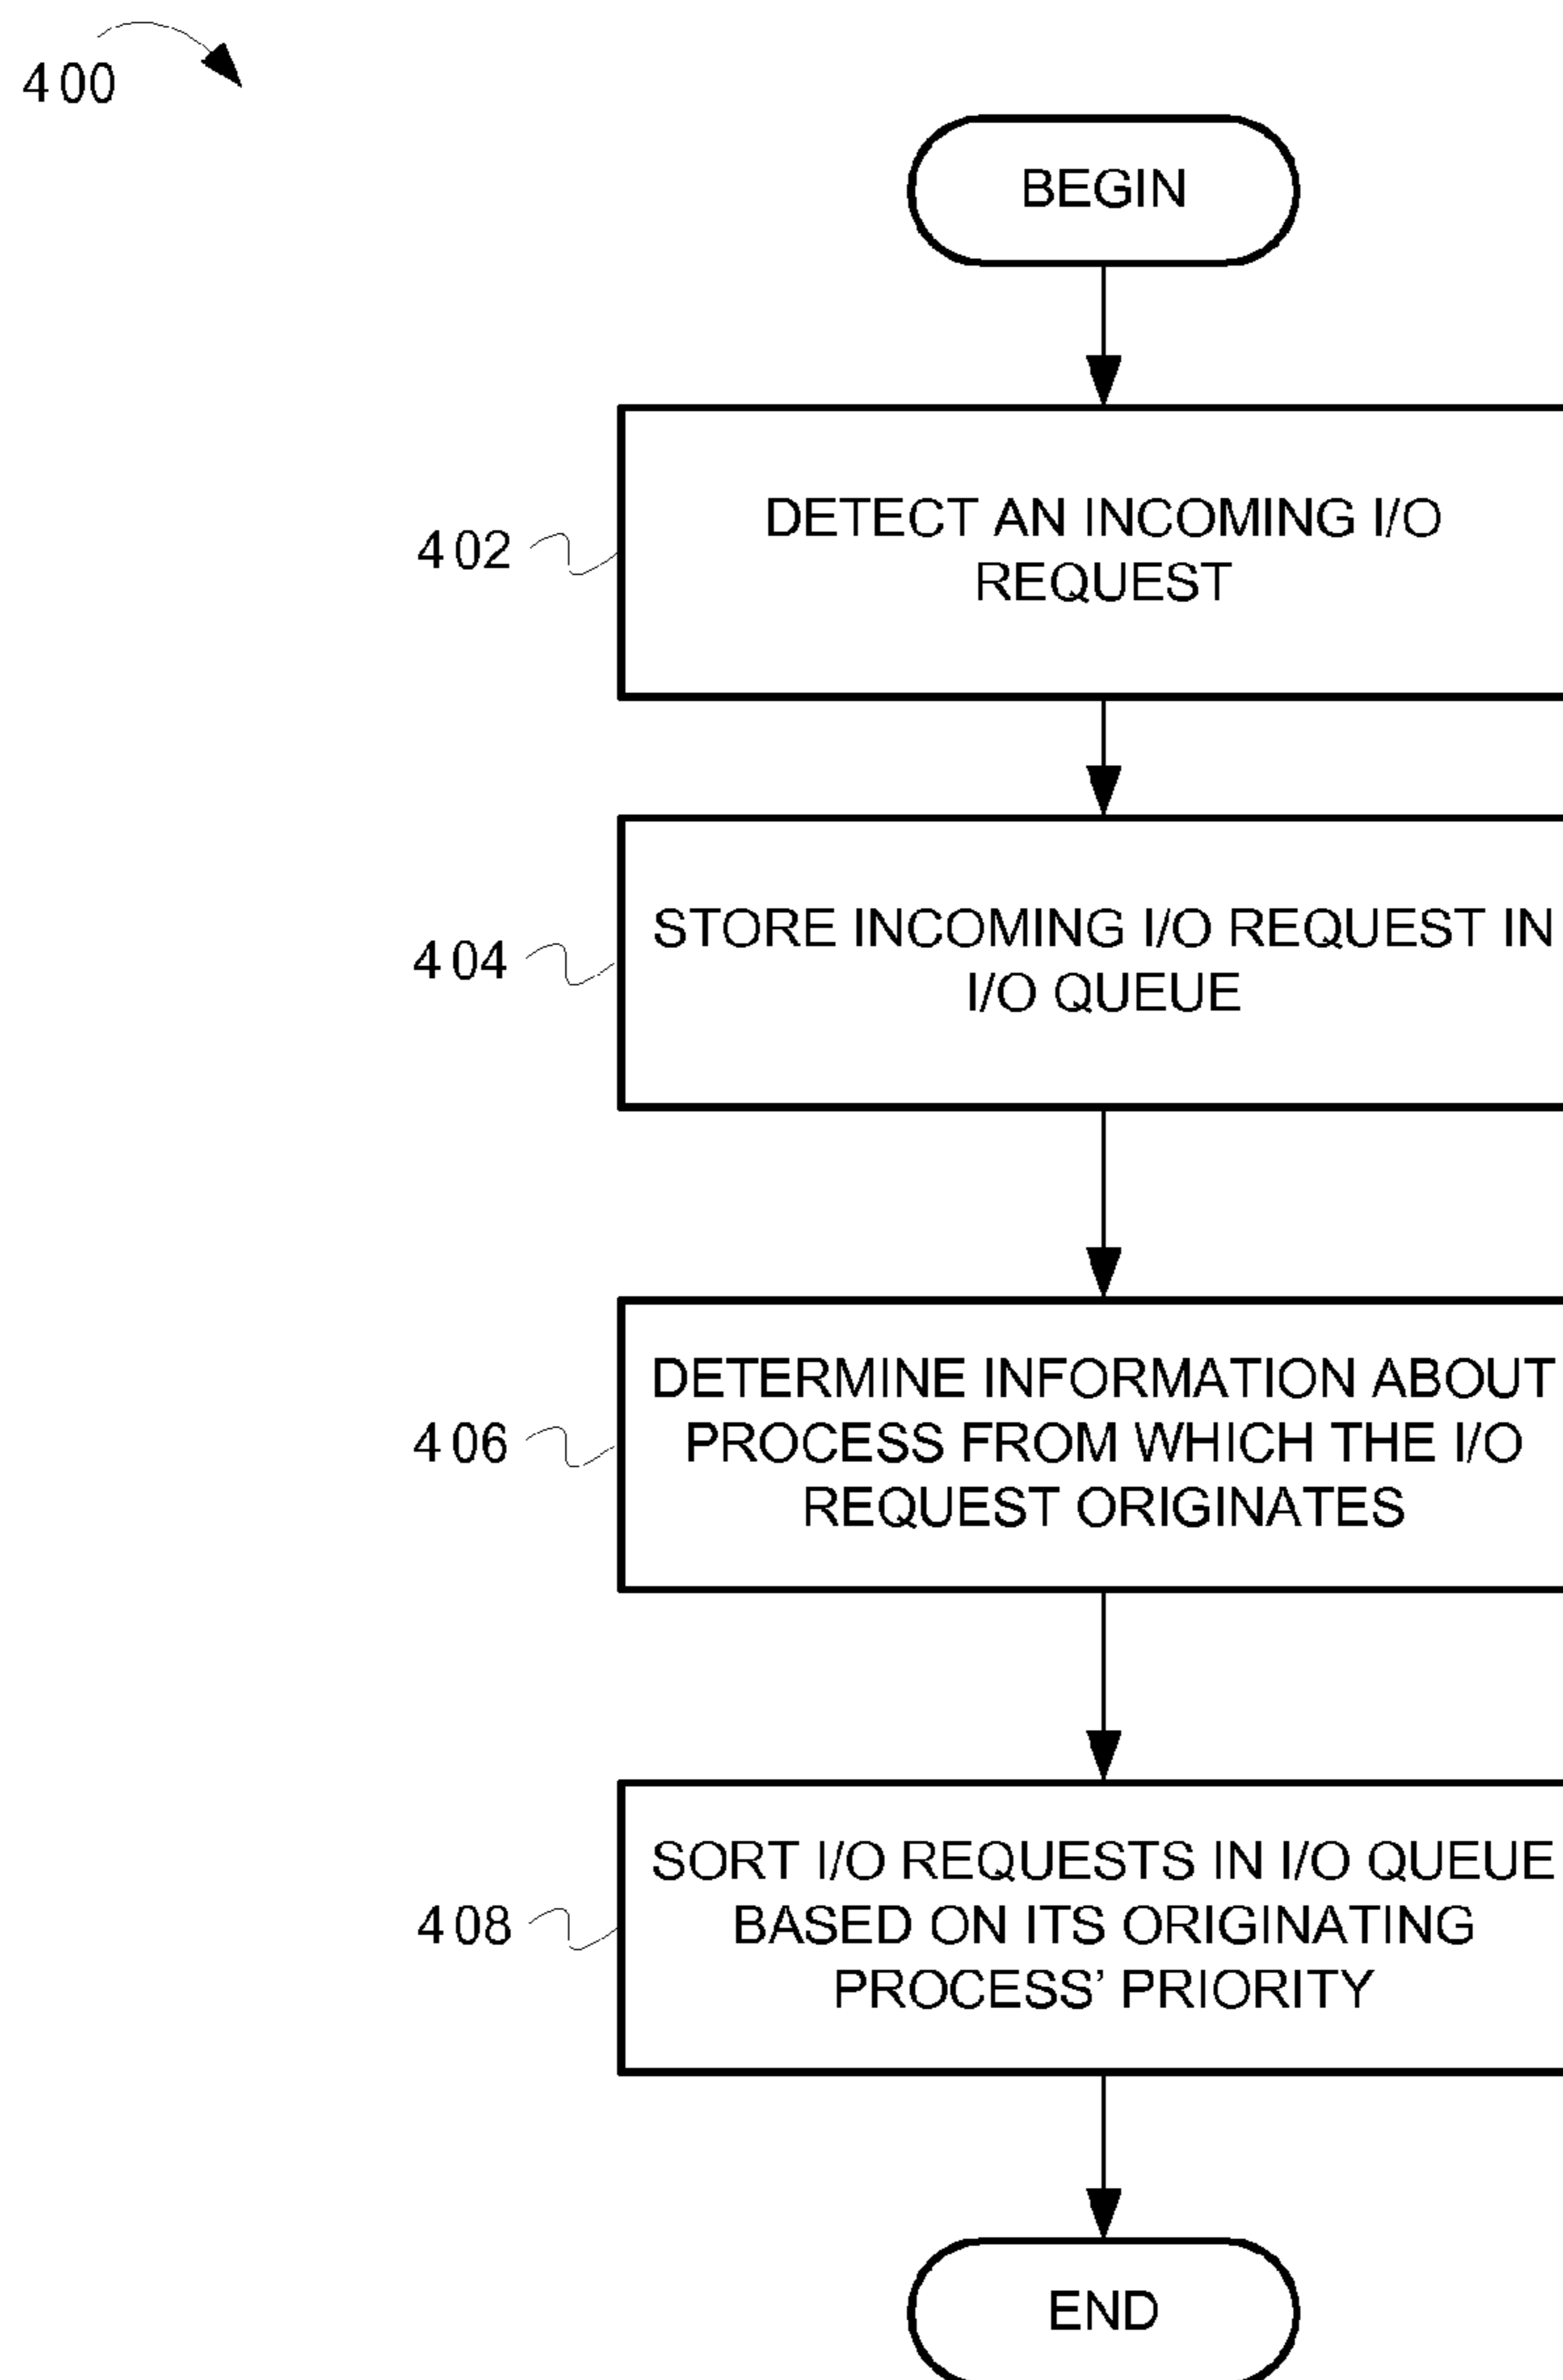 400
BEGIN
402
DETECT AN INCOMING I/O
REQUEST
404
STORE INCOMING I/O REQUEST IN
I/O QUEUE
406
DETERMINE INFORMATION ABOUT
PROCESS FROM WHICH THE I/O
REQUEST ORIGINATES
408
SORT I/O REQUESTS IN I/O QUEUE
BASED ON ITS ORIGINATING
PROCESS’ PRIORITY
END